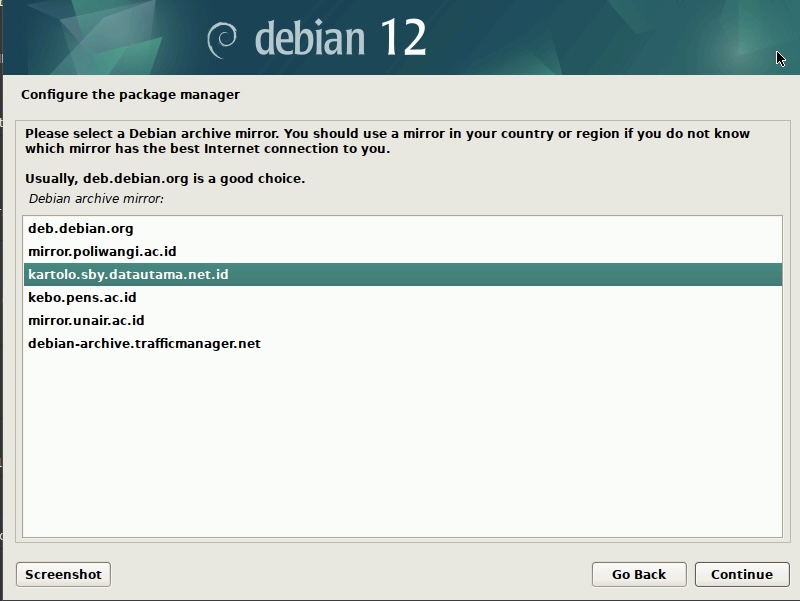 debian 12
Configure the package manager
Please select a Debian archive mirror. You should use a mirror in your country or region if you do not know
which mirror has the best Internet connection to you.
Usually, deb.debian.org is a good choice.
Debian archive mirror:
deb.debian.org
mirror.poliwangi.ac.id
kartolo.sby.datautama.net.id
kebo.pens.ac.id
mirror.unair.ac.id
debian-archive.trafficmanager.net
Screenshot
Go Back
Continue